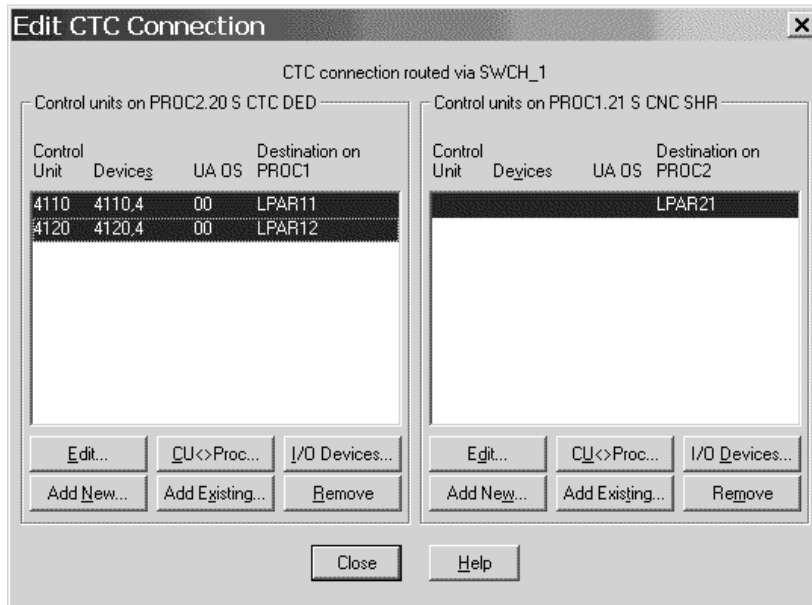 Edit CTC Connection
CTC connection routed via SWCH_1
Control units on PROC2.20 S CTC DED
Control Unit Devices UA OS Destination on PROC1
4110 4110,4 00 LPAR11
4120 4120,4 00 LPAR12
Edit... CU<>Proc... I/O Devices...
Add New... Add Existing... Remove
Control units on PROC1.21 S CNC SHR
Control Unit Devices UA OS Destination on PROC2
LPAR21
Edit... CU<>Proc... I/O Devices...
Add New... Add Existing... Remove
Close Help